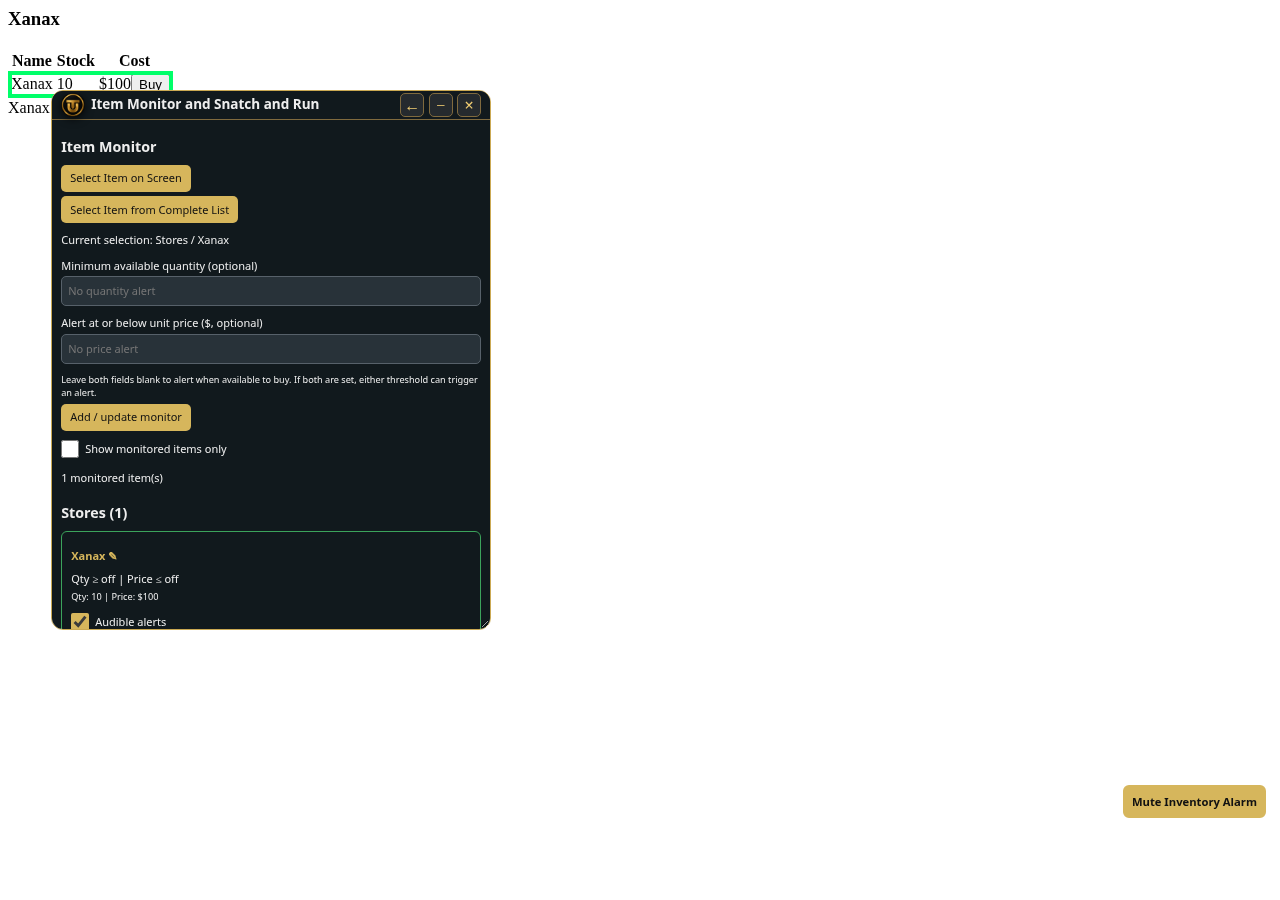 Xanax
Name Stock Cost
Xanax 10 $100 Buy
Xanax
Item Monitor and Snatch and Run
← − ×
Item Monitor
Select Item on Screen
Select Item from Complete List
Current selection: Stores / Xanax
Minimum available quantity (optional)
No quantity alert
Alert at or below unit price ($, optional)
No price alert
Leave both fields blank to alert when available to buy. If both are set, either threshold can trigger
an alert.
Add / update monitor
Show monitored items only
1 monitored item(s)
Stores (1)
Xanax ✎
Qty ≥ off | Price ≤ off
Qty: 10 | Price: $100
Audible alerts
Mute Inventory Alarm